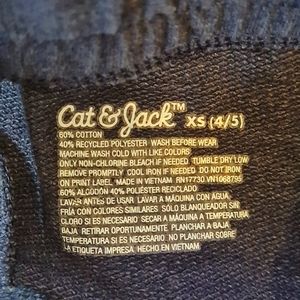 Cat & Jack™ XS (4/5)
60% COTTON
40% RECYCLED POLYESTER WASH BEFORE WEAR
MACHINE WASH COLD WITH LIKE COLORS
ONLY NON-CHLORINE BLEACH IF NEEDED TUMBLE DRY LOW
REMOVE PROMPTLY COOL IRON IF NEEDED DO NOT IRON
ON PRINT LABEL MADE IN VIETNAM RN17730 VN1068795
60% ALGODÓN 40% POLIÉSTER RECICLADO
LAVAR ANTES DE USAR LAVAR A MÁQUINA CON AGUA
FRÍA CON COLORES SIMILARES SÓLO BLANQUEADOR SIN
CLORO SI ES NECESARIO SECAR A MÁQUINA A TEMPERATURA
BAJA RETIRAR OPORTUNAMENTE PLANCHAR A BAJA
TEMPERATURA SI ES NECESARIO NO PLANCHAR SOBRE
LA ETIQUETA IMPRESA HECHO EN VIETNAM